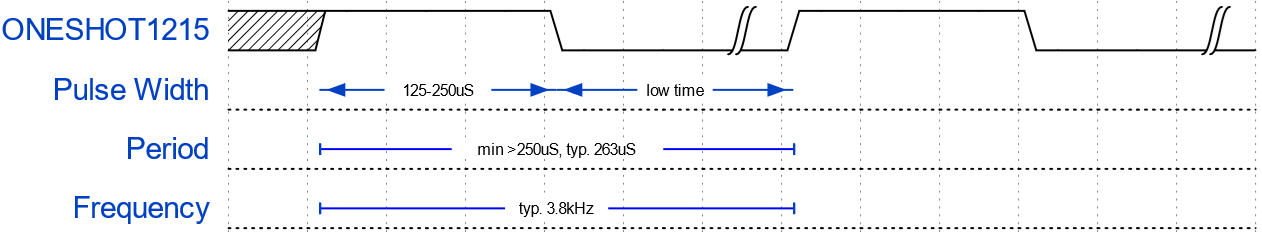 ONESHOT1215
Pulse Width 125-250uS low time
Period min >250uS, typ. 263uS
Frequency typ. 3.8kHz